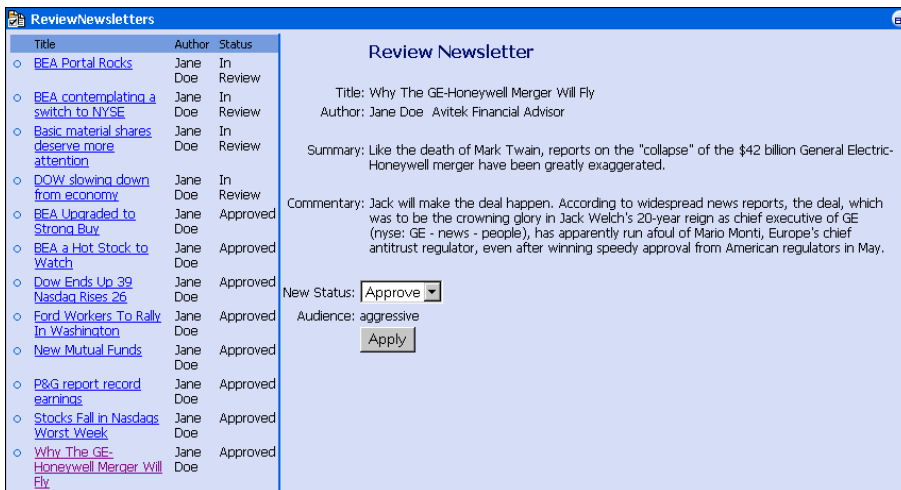 ReviewNewsletters
Title Author Status
BEA Portal Rocks Jane In
Doe Review
BEA contemplating a Jane In
switch to NYSE Doe Review
Basic material shares Jane In
deserve more Doe Review
attention
DOW slowing down Jane In
from economy Doe Review
BEA Upgraded to Jane Approved
Strong Buy Doe
BEA a Hot Stock to Jane Approved
Watch Doe
Dow Ends Up 39 Jane Approved
Nasdaq Rises 26 Doe
Ford Workers To Rally Jane Approved
In Washington Doe
New Mutual Funds Jane Approved
Doe
P&G report record Jane Approved
earnings Doe
Stocks Fall in Nasdaqs Jane Approved
Worst Week Doe
Why The GE- Jane Approved
Honeywell Merger Will Doe
Fly
Review Newsletter
Title: Why The GE-Honeywell Merger Will Fly
Author: Jane Doe Avitek Financial Advisor
Summary: Like the death of Mark Twain, reports on the "collapse" of the $42 billion General Electric-
Honeywell merger have been greatly exaggerated.
Commentary: Jack will make the deal happen. According to widespread news reports, the deal, which
was to be the crowning glory in Jack Welch's 20-year reign as chief executive of GE
(nyse: GE - news - people), has apparently run afoul of Mario Monti, Europe's chief
antitrust regulator, even after winning speedy approval from American regulators in May.
New Status: Approve
Audience: aggressive
Apply